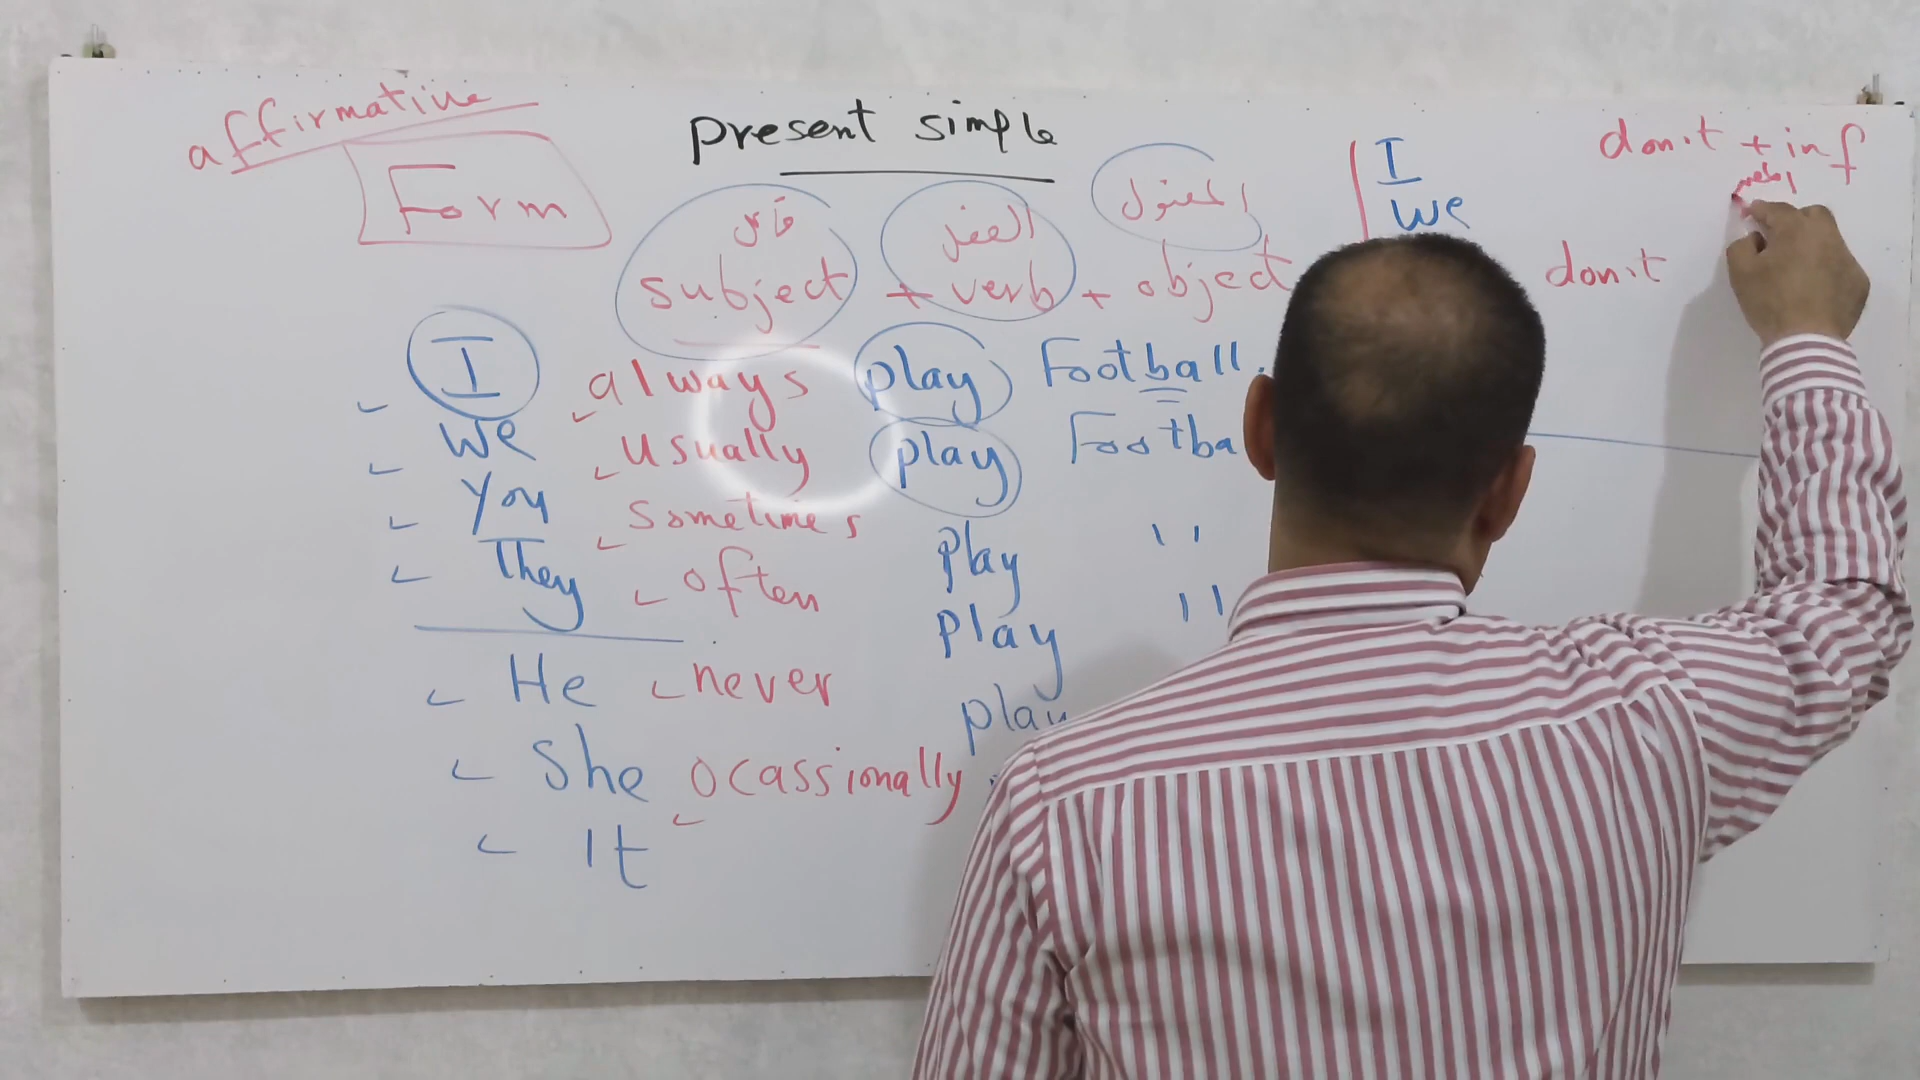 affirmative
present simple
Form
فاعل
الفعل
المفعول
subject + verb + object
I always play Football.
We usually play Footba
you sometimes play "
They often play "
He never play
She ocassionally
It
I
We
don't + inf
don't